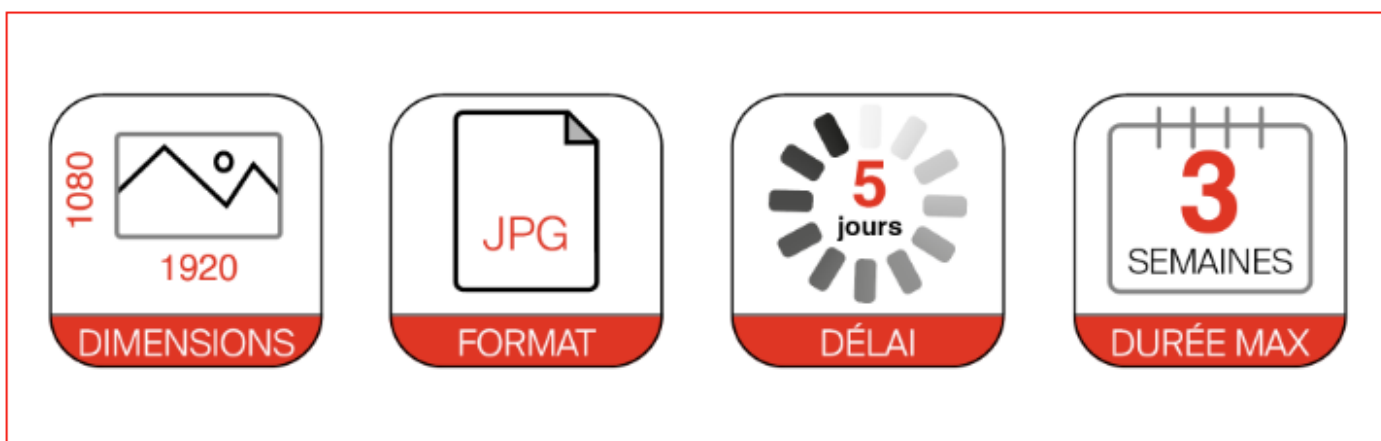 1080
1920
DIMENSIONS
JPG
FORMAT
5
jours
DÉLAI
3
SEMAINES
DURÉE MAX